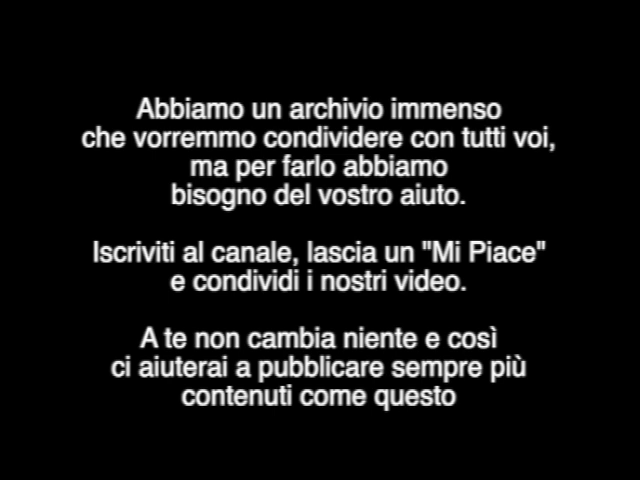 Abbiamo un archivio immenso
che vorremmo condividere con tutti voi,
ma per farlo abbiamo
bisogno del vostro aiuto.
Iscriviti al canale, lascia un "Mi Piace"
e condividi i nostri video.
A te non cambia niente e così
ci aiuterai a pubblicare sempre più
contenuti come questo